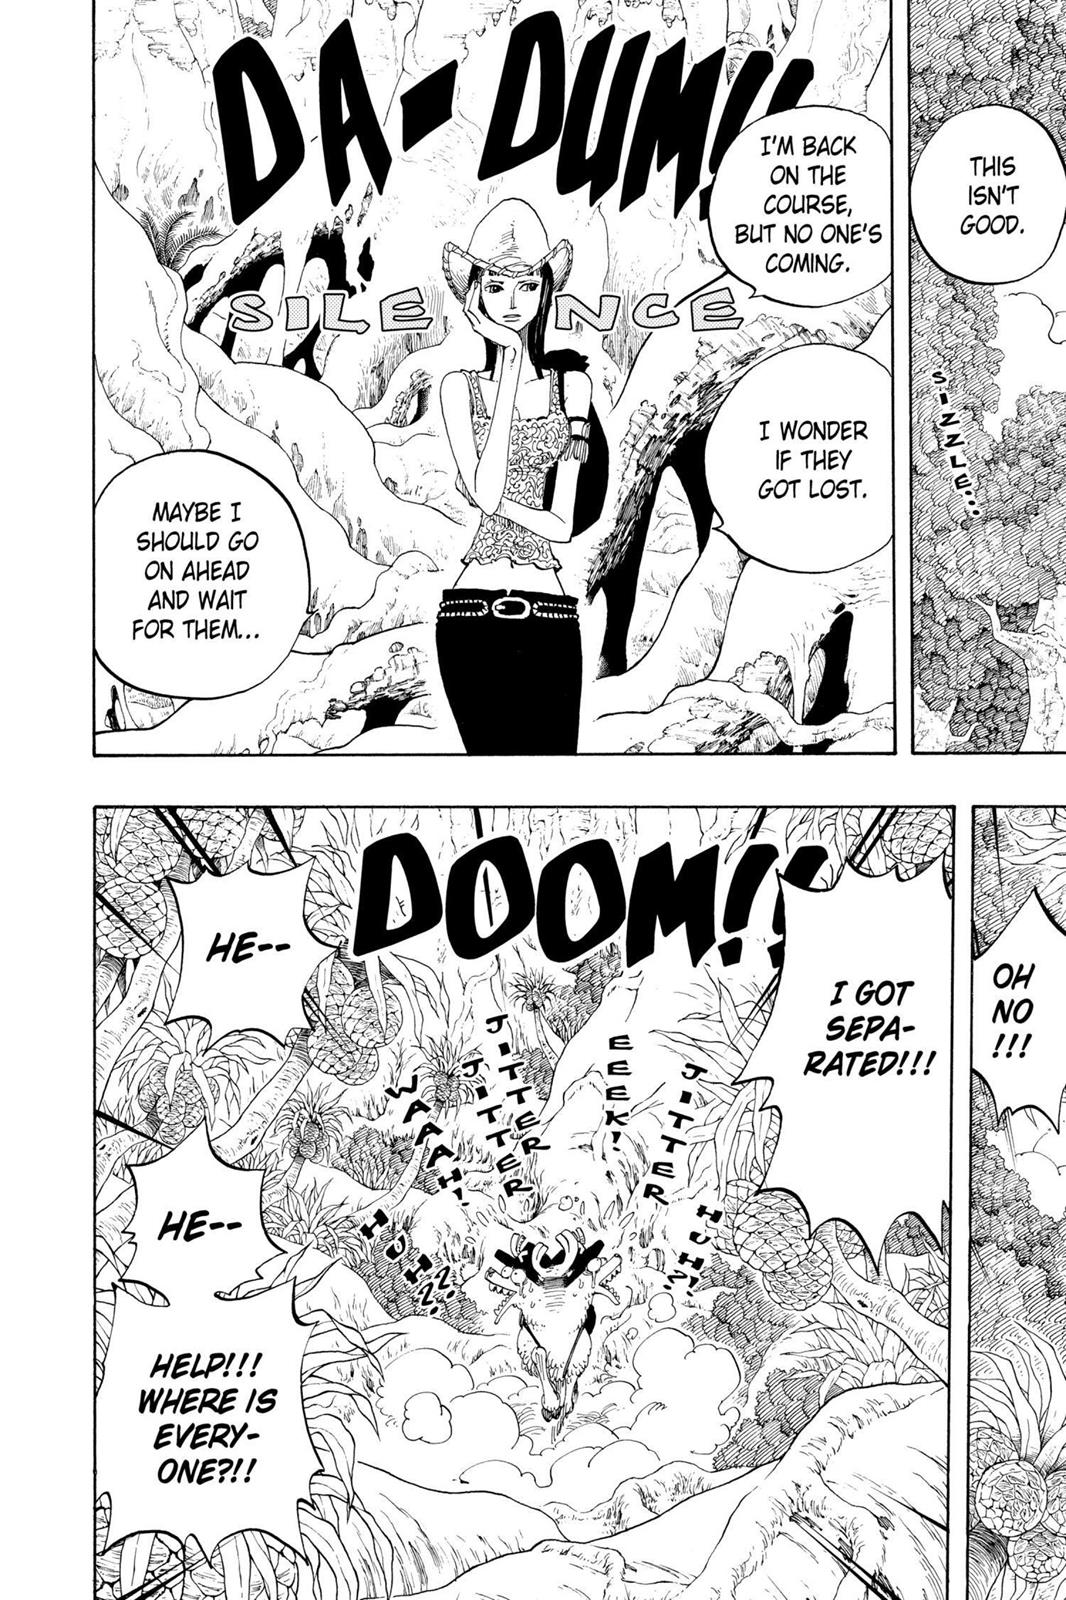 THIS
ISN'T
GOOD.
SIZZLE...
DA-DUM!!
I'M BACK
ON THE
COURSE,
BUT NO ONE'S
COMING.
SILENCE
I WONDER
IF THEY
GOT LOST.
MAYBE I
SHOULD GO
ON AHEAD
AND WAIT
FOR THEM...
OH
NO
!!!
DOOM!!
I GOT
SEPA-
RATED!!!
HE--
EEEK!
JITTER
JITTER
JITTER
WAAAH!
HUH!?
HUH??
HE--
HELP!!!
WHERE IS
EVERY-
ONE?!!